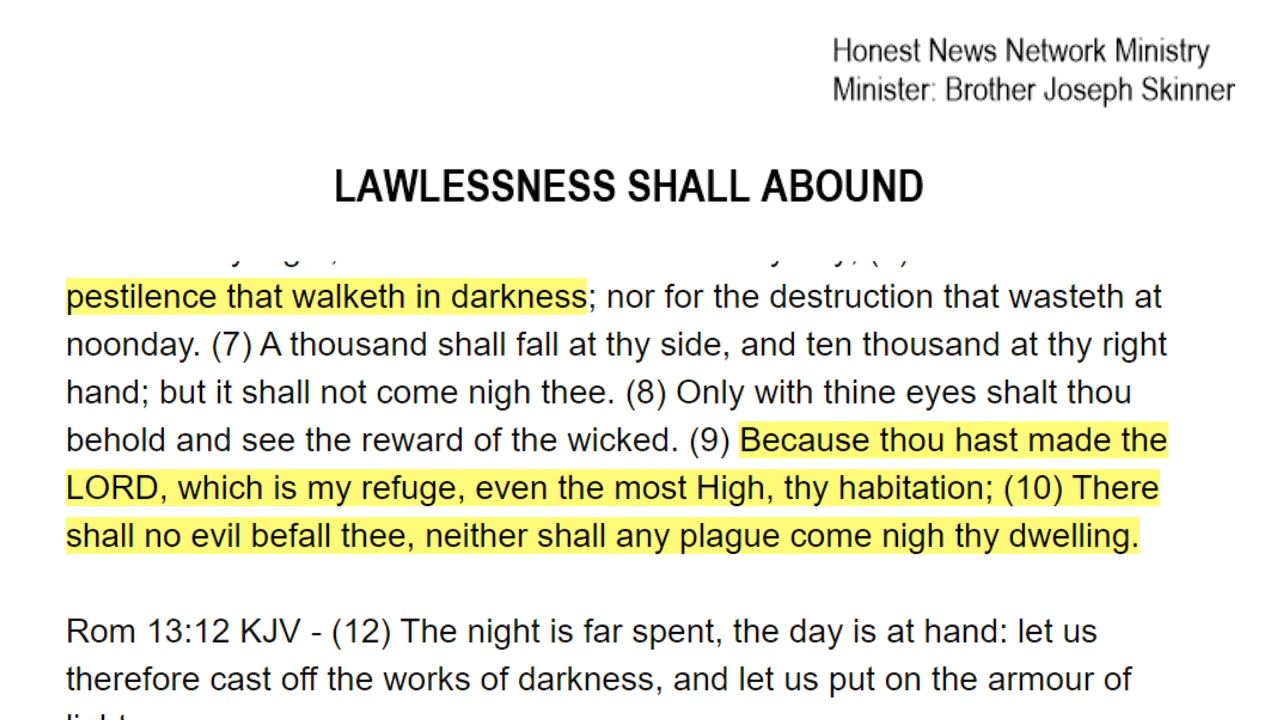 Honest News Network Ministry
Minister: Brother Joseph Skinner
LAWLESSNESS SHALL ABOUND
pestilence that walketh in darkness; nor for the destruction that wasteth at
noonday. (7) A thousand shall fall at thy side, and ten thousand at thy right
hand; but it shall not come nigh thee. (8) Only with thine eyes shalt thou
behold and see the reward of the wicked. (9) Because thou hast made the
LORD, which is my refuge, even the most High, thy habitation; (10) There
shall no evil befall thee, neither shall any plague come nigh thy dwelling.
Rom 13:12 KJV - (12) The night is far spent, the day is at hand: let us
therefore cast off the works of darkness, and let us put on the armour of